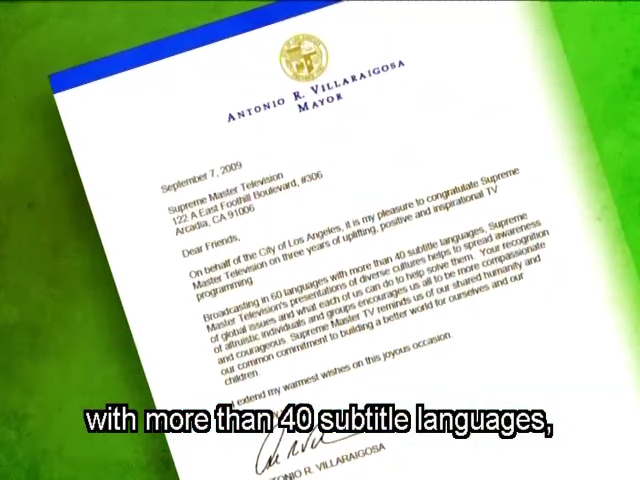 ANTONIO R. VILLARAIGOSA
MAYOR
September 7, 2009
Supreme Master Television
122 A East Foothill Boulevard, #306
Arcadia, CA 91006
Dear Friends,
On behalf of the City of Los Angeles, it is my pleasure to congratulate Supreme
Master Television on three years of uplifting, positive and inspirational TV
programming.
Broadcasting in 60 languages with more than 40 subtitle languages, Supreme
Master Television's presentations of diverse cultures helps to spread awareness
of global issues and what each of us can do to help solve them. Your recognition
of altruistic individuals and groups encourages us all to be more compassionate
and courageous. Supreme Master TV reminds us of our shared humanity and
our common commitment to building a better world for ourselves and our
children.
I extend my warmest wishes on this joyous occasion.
with more than 40 subtitle languages,
ONIO R. VILLARAIGOSA